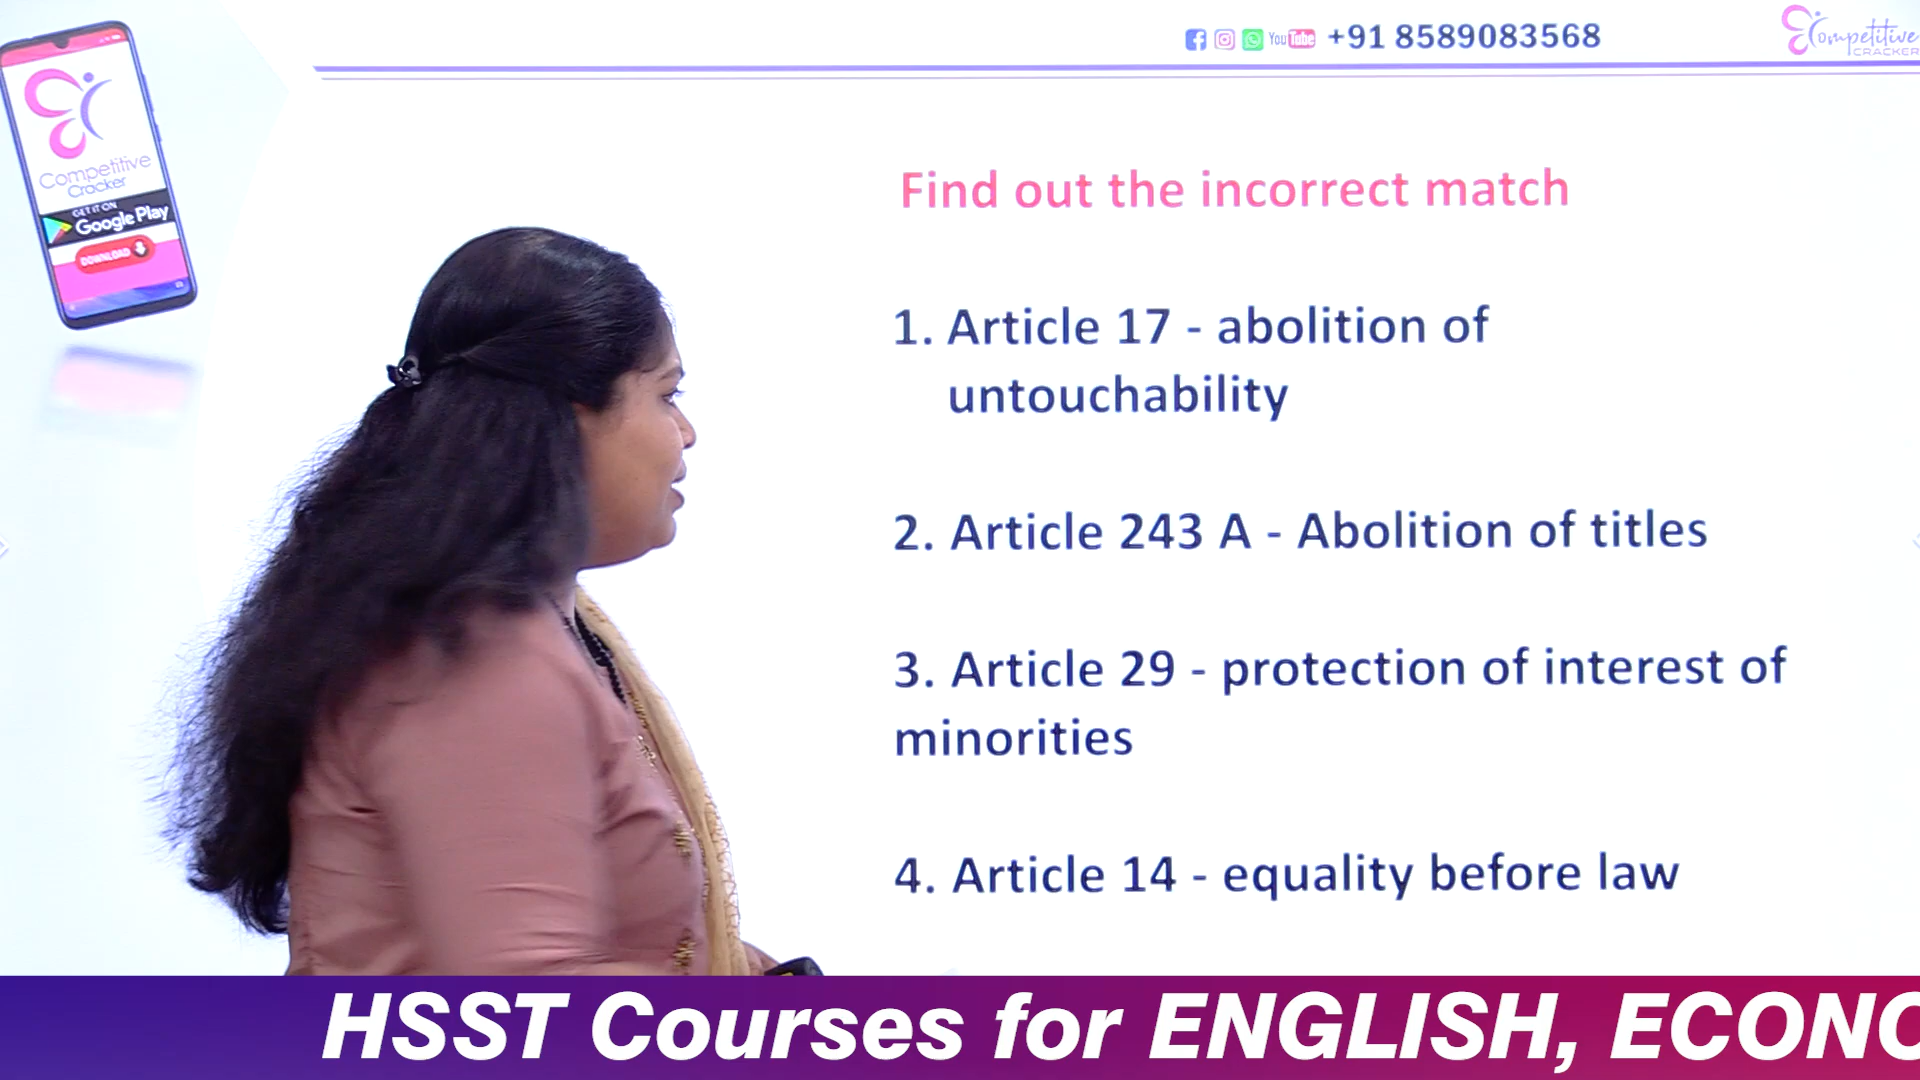 YouTube +91 8589083568
Competitive
CRACKER
Competitive
Cracker
GET IT ON
Google Play
DOWNLOAD
Find out the incorrect match
1. Article 17 - abolition of
untouchability
2. Article 243 A - Abolition of titles
3. Article 29 - protection of interest of
minorities
4. Article 14 - equality before law
HSST Courses for ENGLISH, ECONO